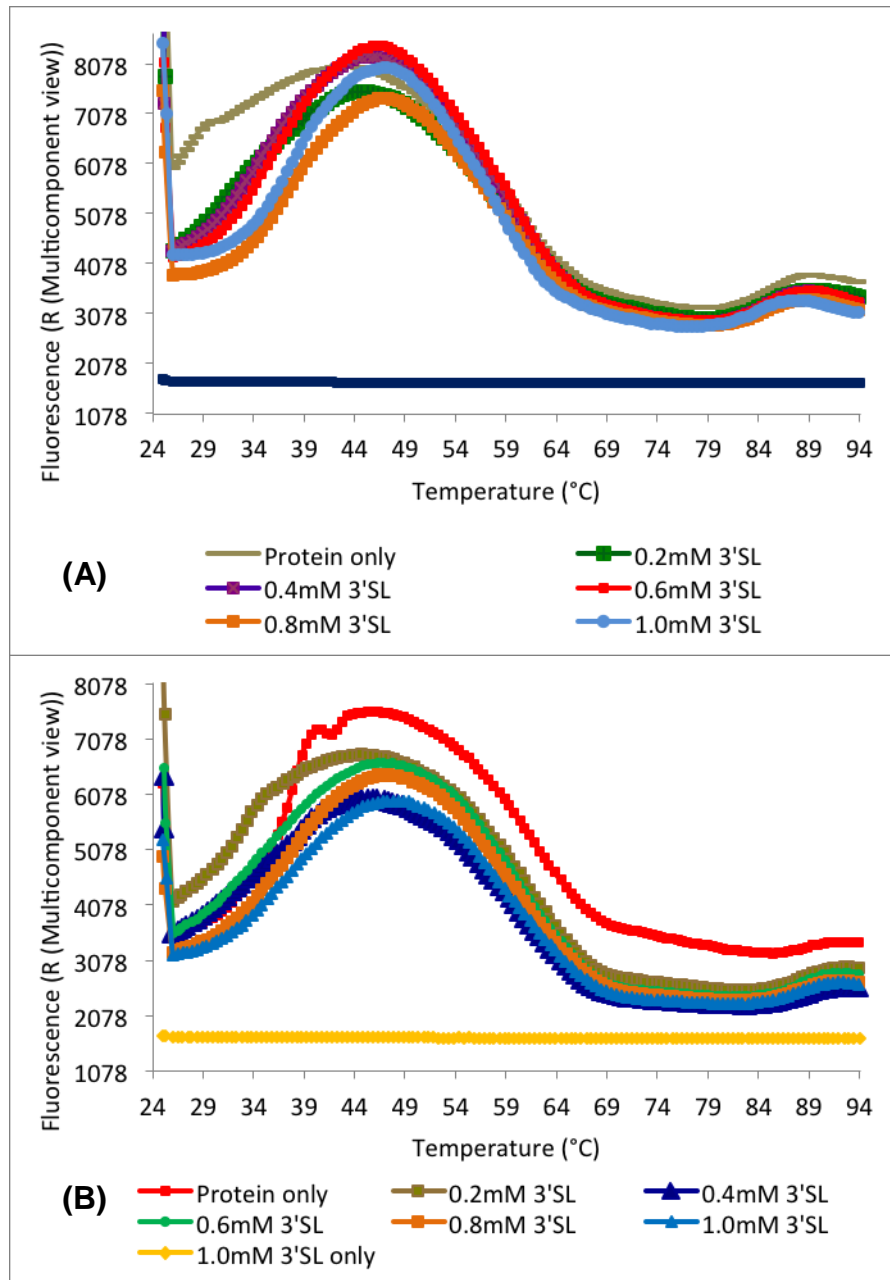 Fluorescence (R (Multicomponent view))
8078
7078
6078
5078
4078
3078
2078
1078
24 29 34 39 44 49 54 59 64 69 74 79 84 89 94
Temperature (°C)
(A)
Protein only 0.2mM 3'SL
0.4mM 3'SL 0.6mM 3'SL
0.8mM 3'SL 1.0mM 3'SL
Fluorescence (R (Multicomponent view))
8078
7078
6078
5078
4078
3078
2078
1078
24 29 34 39 44 49 54 59 64 69 74 79 84 89 94
Temperature (°C)
(B)
Protein only 0.2mM 3'SL 0.4mM 3'SL
0.6mM 3'SL 0.8mM 3'SL 1.0mM 3'SL
1.0mM 3'SL only